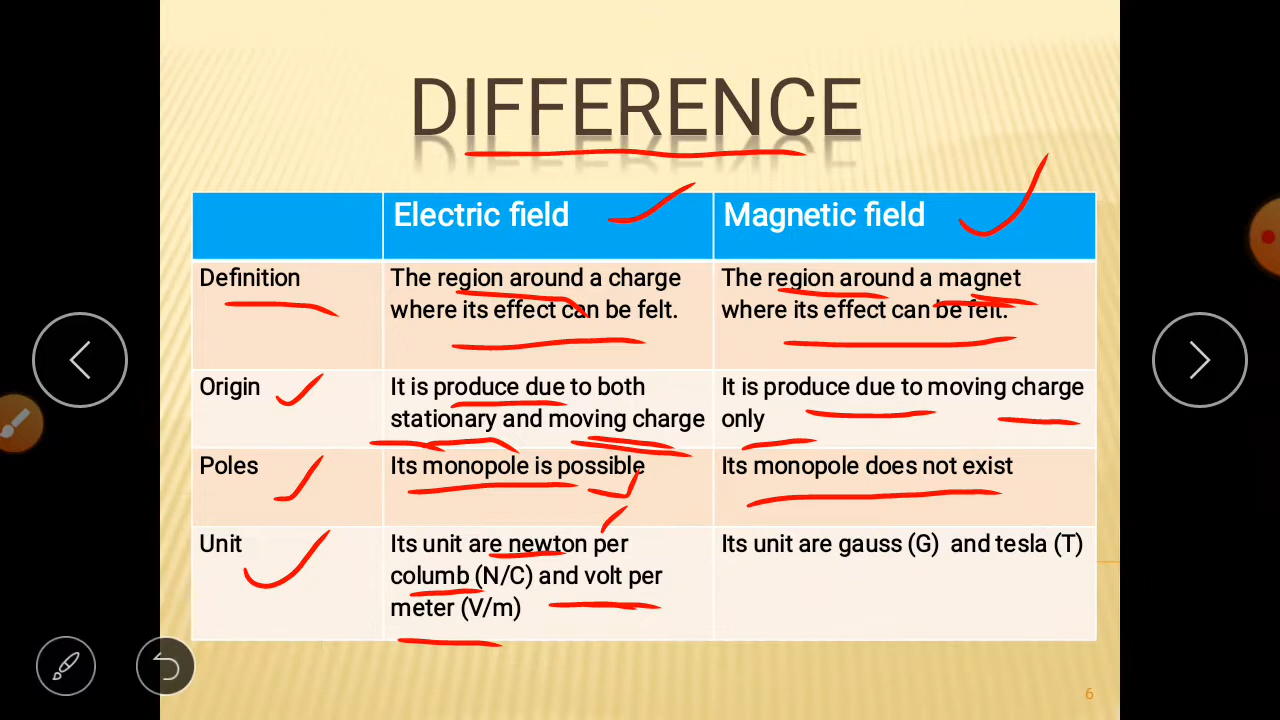 DIFFERENCE
Electric field
Magnetic field
Definition
The region around a charge
where its effect can be felt.
The region around a magnet
where its effect can be felt.
Origin
It is produce due to both
stationary and moving charge
It is produce due to moving charge
only
Poles
Its monopole is possible
Its monopole does not exist
Unit
Its unit are newton per
columb (N/C) and volt per
meter (V/m)
Its unit are gauss (G) and tesla (T)
6